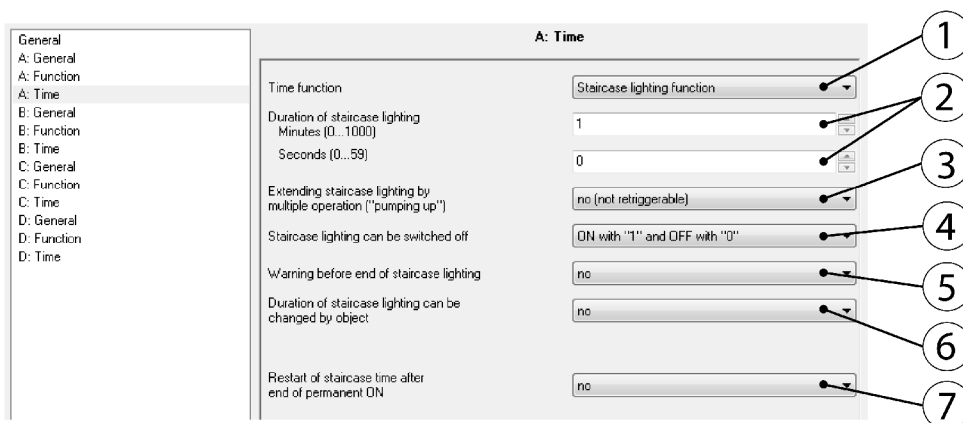 General
A: General
A: Function
A: Time
B: General
B: Function
B: Time
C: General
C: Function
C: Time
D: General
D: Function
D: Time
A: Time
Time function
Staircase lighting function
1
Duration of staircase lighting
Minutes (0...1000)
1
2
Seconds (0...59)
0
Extending staircase lighting by
multiple operation ("pumping up")
no (not retriggerable)
3
Staircase lighting can be switched off
ON with "1" and OFF with "0"
4
Warning before end of staircase lighting
no
5
Duration of staircase lighting can be
changed by object
no
6
Restart of staircase time after
end of permanent ON
no
7